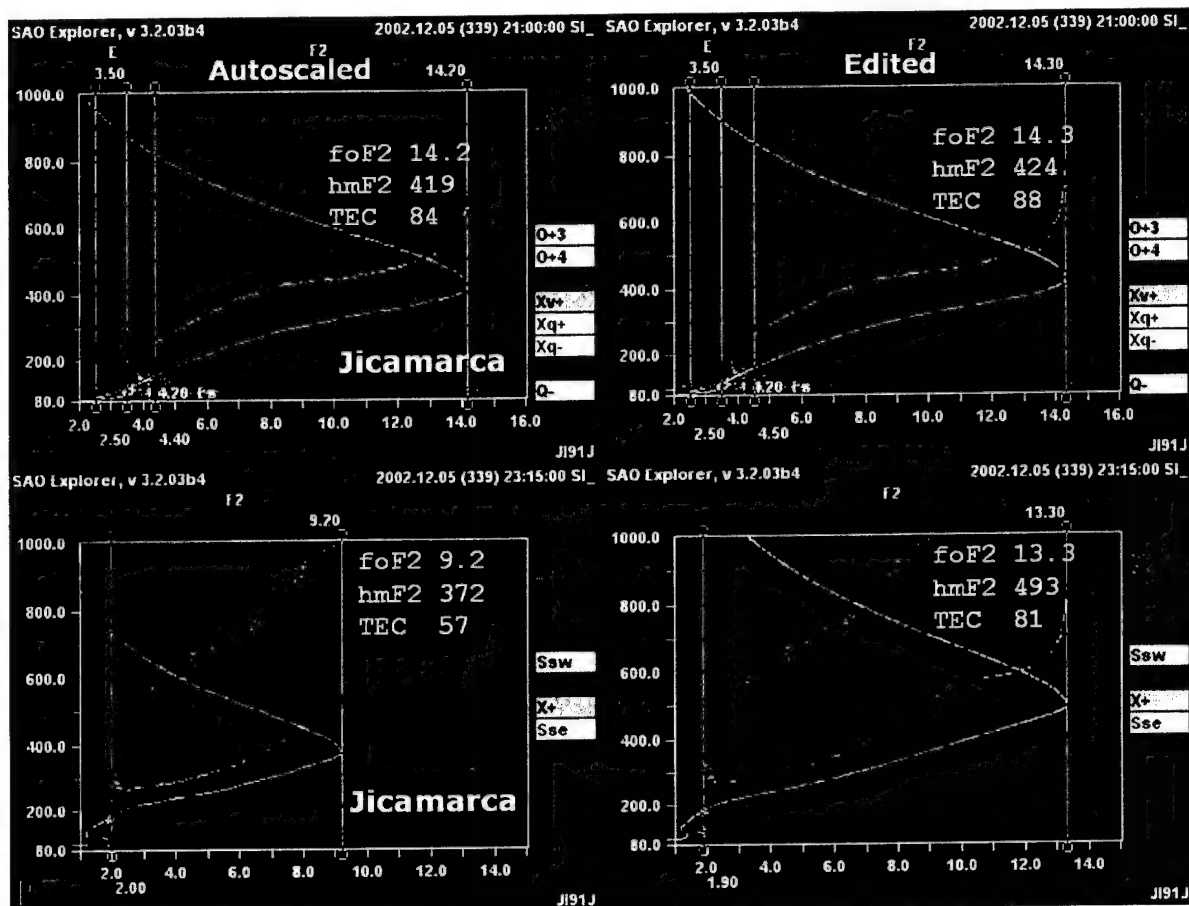 SAO Explorer, v 3.2.03b4 2002.12.05 (339) 21:00:00 SI_
E F2
3.50 Autoscaled 14.20
1000.0
foF2 14.2
hmF2 419
TEC 84
800.0
600.0
400.0
200.0
80.0
O+3
O+4
Xv+
Xq+
Xq-
Q-
Jicamarca
4.20 Es
2.0 4.0 6.0 8.0 10.0 12.0 14.0 16.0
2.50 4.40
JI91J
SAO Explorer, v 3.2.03b4 2002.12.05 (339) 21:00:00 SI_
E F2
3.50 Edited 14.30
1000.0
foF2 14.3
hmF2 424
TEC 88
800.0
600.0
400.0
200.0
80.0
O+3
O+4
Xv+
Xq+
Xq-
Q-
4.20 Es
2.0 4.0 6.0 8.0 10.0 12.0 14.0 16.0
2.50 4.50
JI91J
SAO Explorer, v 3.2.03b4 2002.12.05 (339) 23:15:00 SI_
F2
9.20
1000.0
foF2 9.2
hmF2 372
TEC 57
800.0
600.0
400.0
200.0
80.0
Ssw
X+
Sse
Jicamarca
2.0 4.0 6.0 8.0 10.0 12.0 14.0
2.00
JI91J
SAO Explorer, v 3.2.03b4 2002.12.05 (339) 23:15:00 SI_
F2
13.30
1000.0
foF2 13.3
hmF2 493
TEC 81
800.0
600.0
400.0
200.0
80.0
Ssw
X+
Sse
2.0 4.0 6.0 8.0 10.0 12.0 14.0
1.90
JI91J